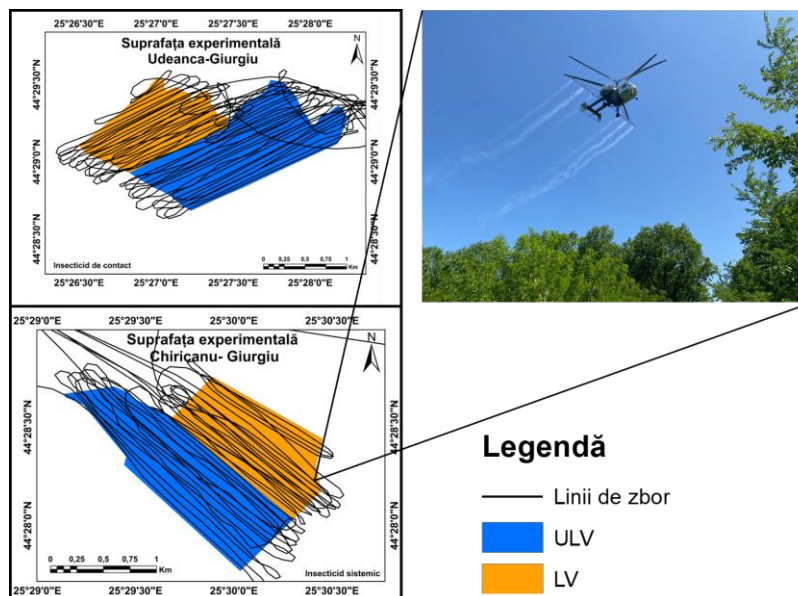 25°26'30"E 25°27'0"E 25°27'30"E 25°28'0"E
Suprafața experimentală
Udeanca-Giurgiu
N
44°29'30"N
44°29'0"N
44°28'30"N
44°29'30"N
44°29'0"N
44°28'30"N
Insecticid de contact
0 0,25 0,5 0,75 1
Km
25°26'30"E 25°27'0"E 25°27'30"E 25°28'0"E
25°29'0"E 25°29'30"E 25°30'0"E 25°30'30"E
Suprafața experimentală
Chiricanu- Giurgiu
N
44°28'30"N
44°28'0"N
44°28'30"N
44°28'0"N
0 0,25 0,5 0,75 1
Km
Insecticid sistemic
25°29'0"E 25°29'30"E 25°30'0"E 25°30'30"E
Legendă
Linii de zbor
ULV
LV